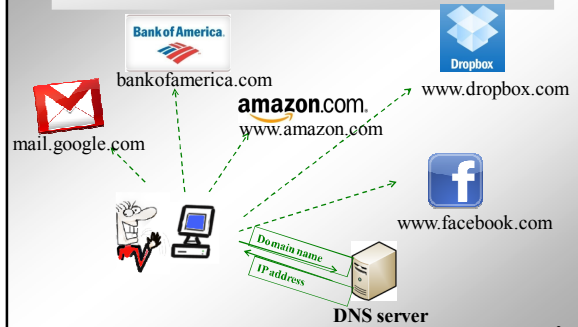 Bank of America.
bankofamerica.com
Dropbox
www.dropbox.com
amazon.com.
www.amazon.com
mail.google.com
f
www.facebook.com
Domain name
IP address
DNS server